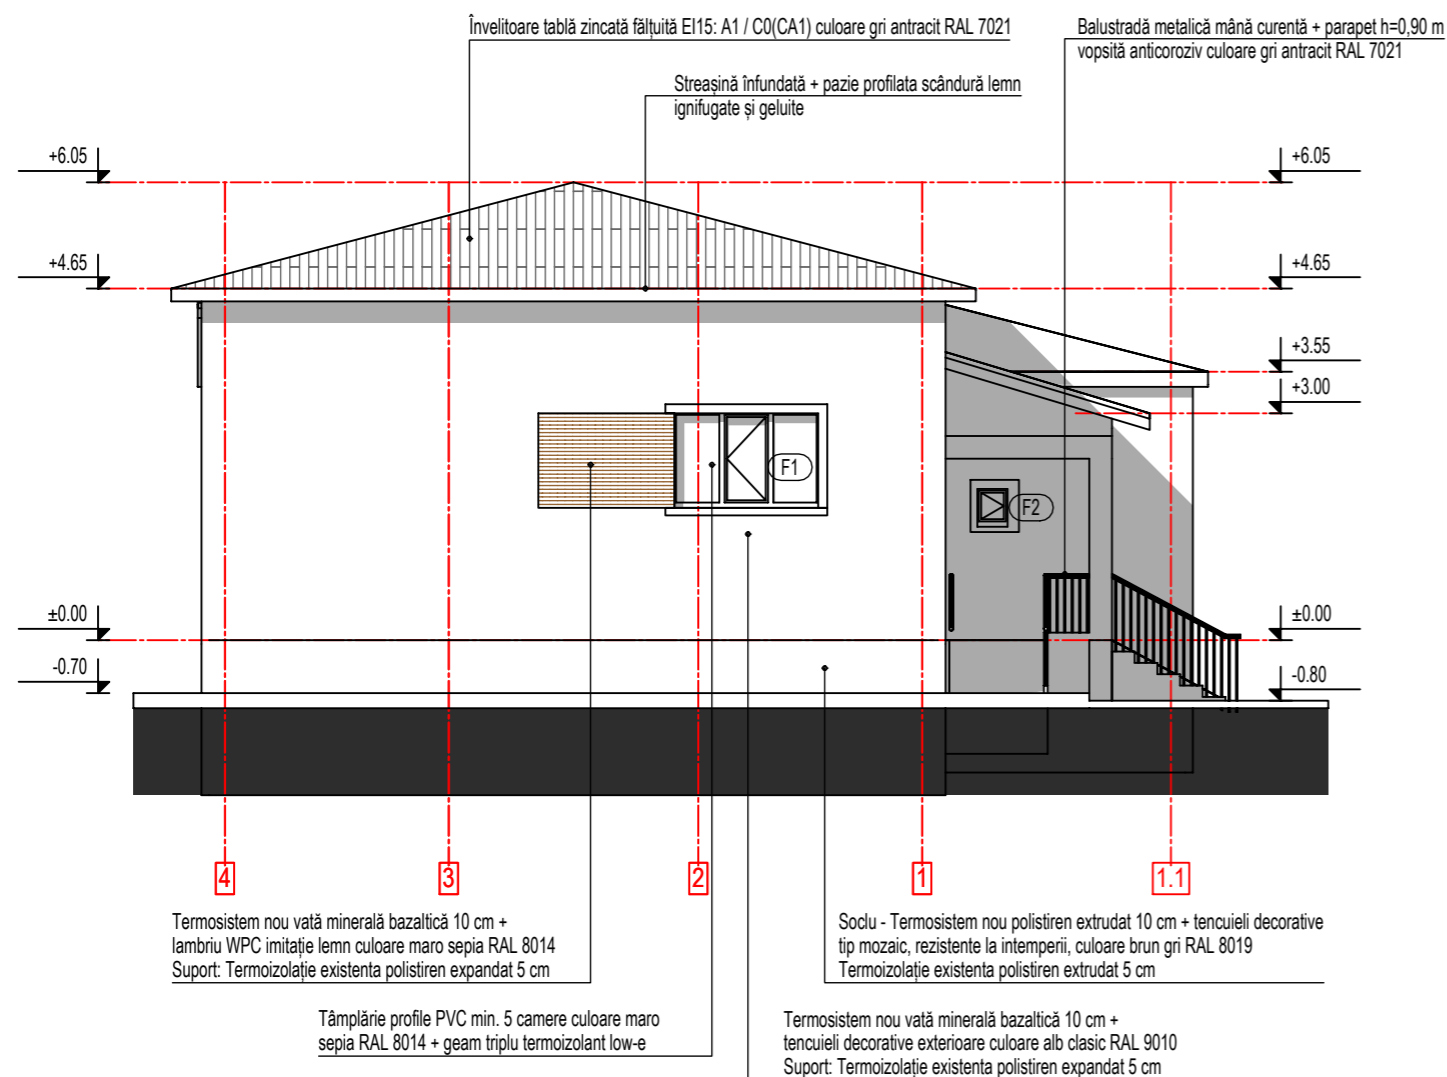 Învelitoare tablă zincată fălțuită EI15: A1 / C0(CA1) culoare gri antracit RAL 7021
Balustradă metalică mână curentă + parapet h=0,90 m
vopsită anticoroziv culoare gri antracit RAL 7021
Streașină înfundată + pazie profilata scândură lemn
ignifugate și geluite
+6.05
+6.05
+4.65
+4.65
+3.55
+3.00
F1
F2
±0.00
±0.00
-0.70
-0.80
4
3
2
1
1.1
Termosistem nou vată minerală bazaltică 10 cm +
lambriu WPC imitație lemn culoare maro sepia RAL 8014
Suport: Termoizolație existenta polistiren expandat 5 cm
Soclu - Termosistem nou polistiren extrudat 10 cm + tencuieli decorative
tip mozaic, rezistente la intemperii, culoare brun gri RAL 8019
Termoizolație existenta polistiren extrudat 5 cm
Tâmplărie profile PVC min. 5 camere culoare maro
sepia RAL 8014 + geam triplu termoizolant low-e
Termosistem nou vată minerală bazaltică 10 cm +
tencuieli decorative exterioare culoare alb clasic RAL 9010
Suport: Termoizolație existenta polistiren expandat 5 cm